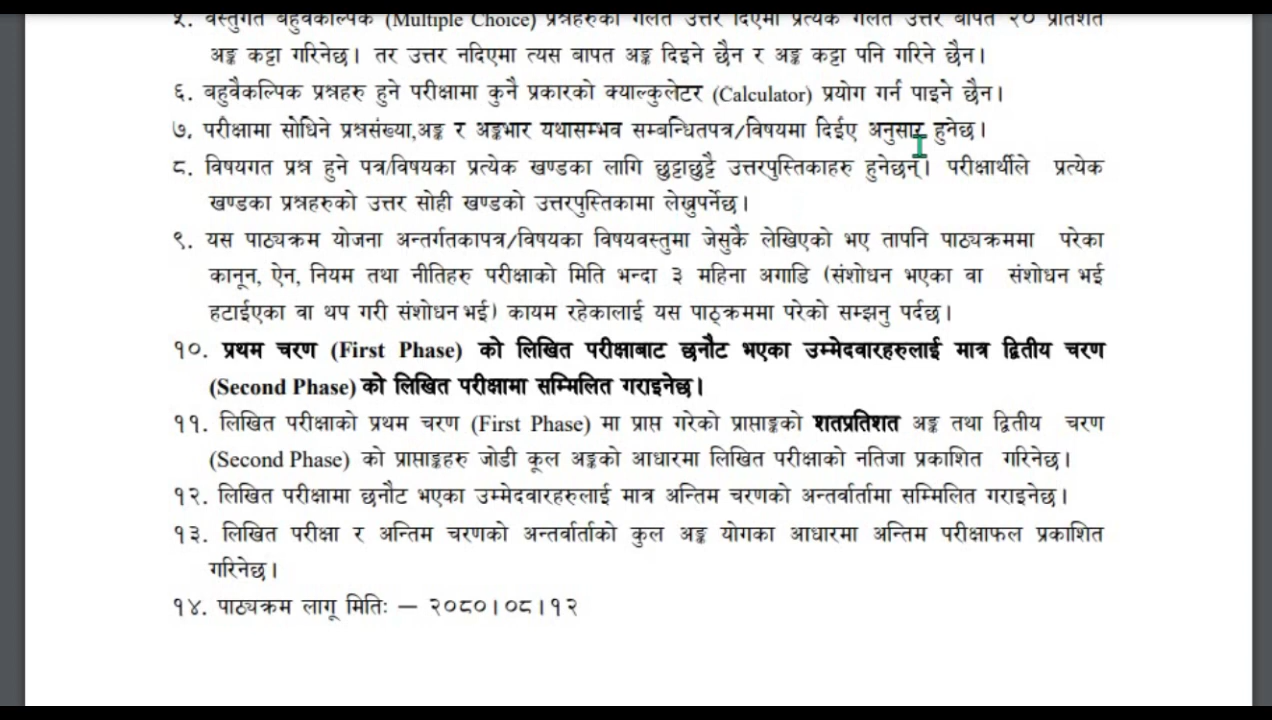 ५. वस्तुगत बहुवैकल्पिक (Multiple Choice) प्रश्नहरुको गलत उत्तर दिएमा प्रत्येक गलत उत्तर बापत २० प्रतिशत
अङ्क कट्टा गरिनेछ। तर उत्तर नदिएमा त्यस बापत अङ्क दिइने छैन र अङ्क कट्टा पनि गरिने छैन।
६. बहुवैकल्पिक प्रश्नहरु हुने परीक्षामा कुनै प्रकारको क्याल्कुलेटर (Calculator) प्रयोग गर्न पाइने छैन।
७. परीक्षामा सोधिने प्रश्नसंख्या,अङ्क र अङ्कभार यथासम्भव सम्बन्धितपत्र/विषयमा दिईए अनुसार हुनेछ।
८. विषयगत प्रश्न हुने पत्र/विषयका प्रत्येक खण्डका लागि छुट्टाछुट्टै उत्तरपुस्तिकाहरु हुनेछन्। परीक्षार्थीले प्रत्येक
खण्डका प्रश्नहरुको उत्तर सोही खण्डको उत्तरपुस्तिकामा लेख्नुपर्नेछ।
९. यस पाठ्यक्रम योजना अन्तर्गतकापत्र/विषयका विषयवस्तुमा जेसुकै लेखिएको भए तापनि पाठ्यक्रममा परेका
कानून, ऐन, नियम तथा नीतिहरु परीक्षाको मिति भन्दा ३ महिना अगाडि (संशोधन भएका वा संशोधन भई
हटाईएका वा थप गरी संशोधन भई) कायम रहेकालाई यस पाठ्क्रममा परेको सम्झनु पर्दछ।
१०. प्रथम चरण (First Phase) को लिखित परीक्षाबाट छनौट भएका उम्मेदवारहरुलाई मात्र द्वितीय चरण
(Second Phase) को लिखित परीक्षामा सम्मिलित गराइनेछ।
११. लिखित परीक्षाको प्रथम चरण (First Phase) मा प्राप्त गरेको प्राप्ताङ्कको शतप्रतिशत अङ्क तथा द्वितीय चरण
(Second Phase) को प्राप्ताङ्कहरु जोडी कूल अङ्कको आधारमा लिखित परीक्षाको नतिजा प्रकाशित गरिनेछ।
१२. लिखित परीक्षामा छनौट भएका उम्मेदवारहरुलाई मात्र अन्तिम चरणको अन्तर्वार्तामा सम्मिलित गराइनेछ।
१३. लिखित परीक्षा र अन्तिम चरणको अन्तर्वार्ताको कुल अङ्क योगका आधारमा अन्तिम परीक्षाफल प्रकाशित
गरिनेछ।
१४. पाठ्यक्रम लागू मितिः – २०८०।०८।१२